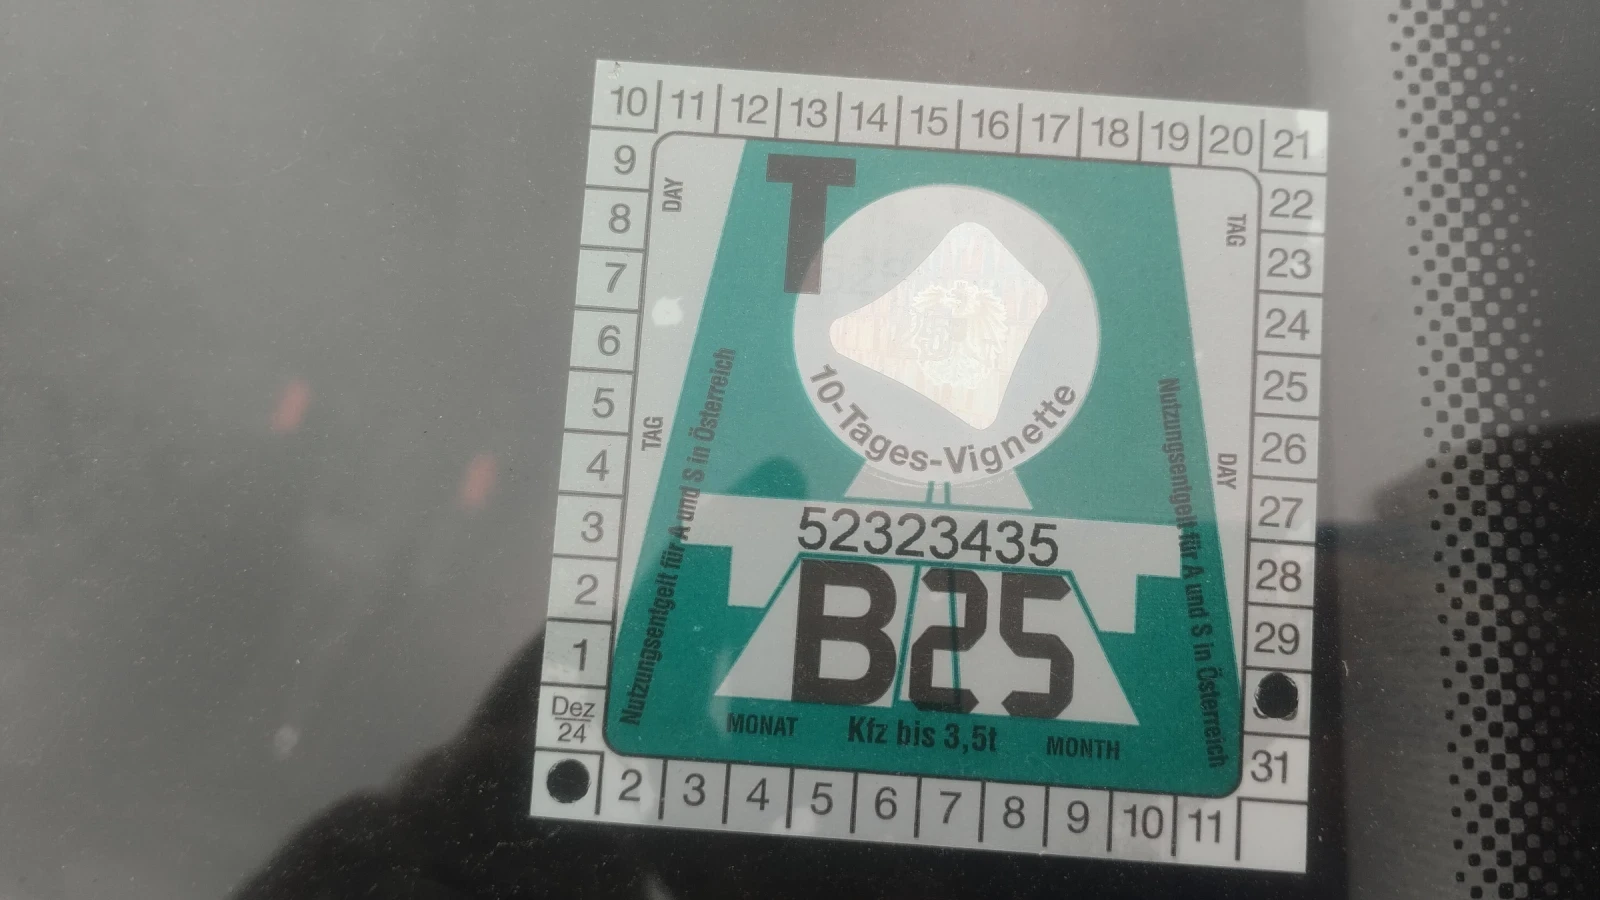 10 11 12 13 14 15 16 17 18 19 20 21
9
8
7
6
5
4
3
2
1
Dez
24
DAY
TAG
Nutzungsentgelt für A und S in Österreich
T
10-Tages-Vignette
52323435
B25
MONAT
Kfz bis 3,5t
MONTH
TAG
DAY
Nutzungsentgelt für A und S in Österreich
22
23
24
25
26
27
28
29
31
2 3 4 5 6 7 8 9 10 11